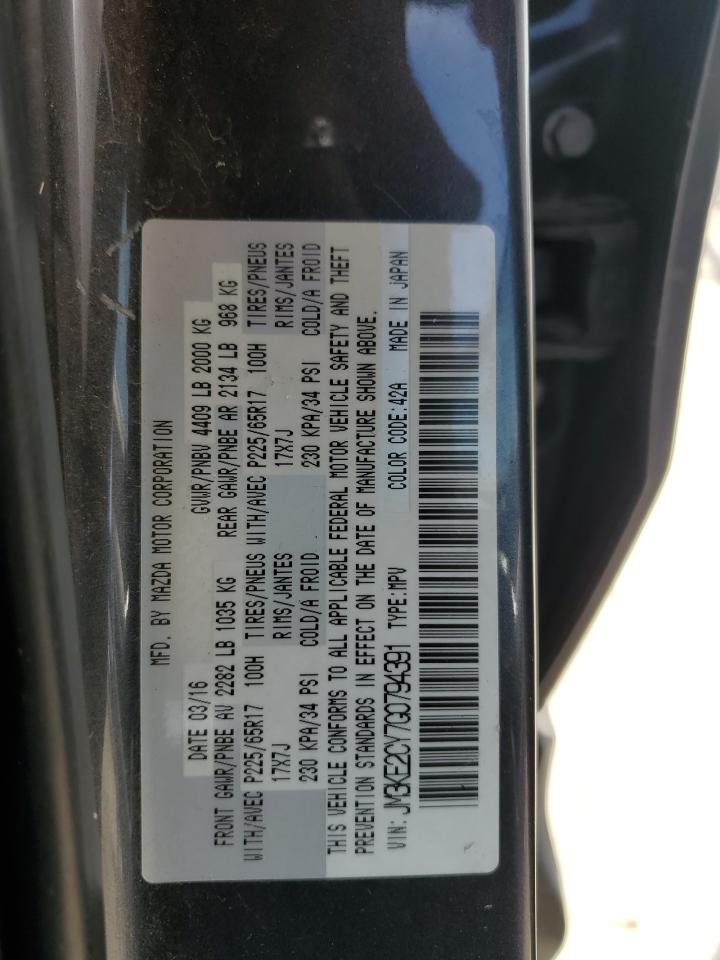 MFD. BY MAZDA MOTOR CORPORATION
DATE 03/16 GVWR/PNBV 4409 LB 2000 KG
FRONT GAWR/PNBE AV 2282 LB 1035 KG REAR GAWR/PNBE AR 2134 LB 968 KG
WITH/AVEC P225/65R17 100H TIRES/PNEUS WITH/AVEC P225/65R17 100H TIRES/PNEUS
17X7J RIMS/JANTES 17X7J RIMS/JANTES
230 KPA/34 PSI COLD/A FROID 230 KPA/34 PSI COLD/A FROID
THIS VEHICLE CONFORMS TO ALL APPLICABLE FEDERAL MOTOR VEHICLE SAFETY AND THEFT
PREVENTION STANDARDS IN EFFECT ON THE DATE OF MANUFACTURE SHOWN ABOVE.
VIN: JM3KE2CY7G0794391 TYPE:MPV COLOR CODE:42A MADE IN JAPAN